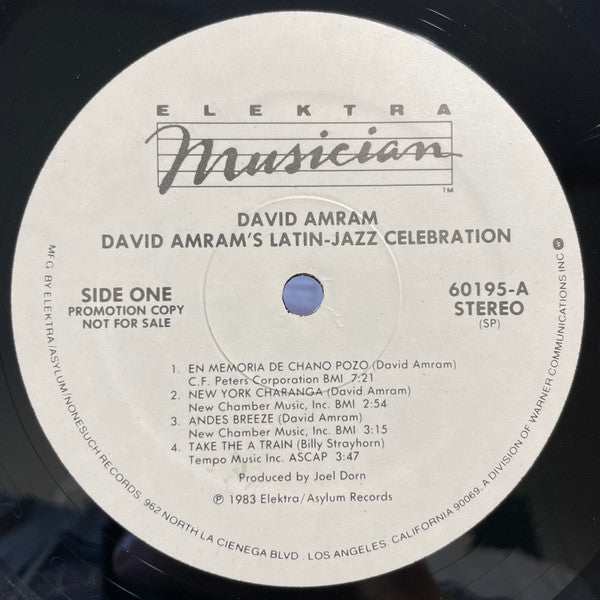 ELEKTRA
Musician
TM
DAVID AMRAM
DAVID AMRAM'S LATIN-JAZZ CELEBRATION
SIDE ONE
PROMOTION COPY
NOT FOR SALE
60195-A
STEREO
(SP)
1. EN MEMORIA DE CHANO POZO (David Amram)
C.F. Peters Corporation BMI 7:21
2. NEW YORK CHARANGA (David Amram)
New Chamber Music, Inc. BMI 2:54
3. ANDES BREEZE (David Amram)
New Chamber Music, Inc. BMI 3:15
4. TAKE THE A TRAIN (Billy Strayhorn)
Tempo Music Inc. ASCAP 3:47
Produced by Joel Dorn
℗ 1983 Elektra/Asylum Records
MFG. BY ELEKTRA/ASYLUM/NONESUCH RECORDS, 962 NORTH LA CIENEGA BLVD., LOS ANGELES, CALIFORNIA 90069. A DIVISION OF WARNER COMMUNICATIONS INC